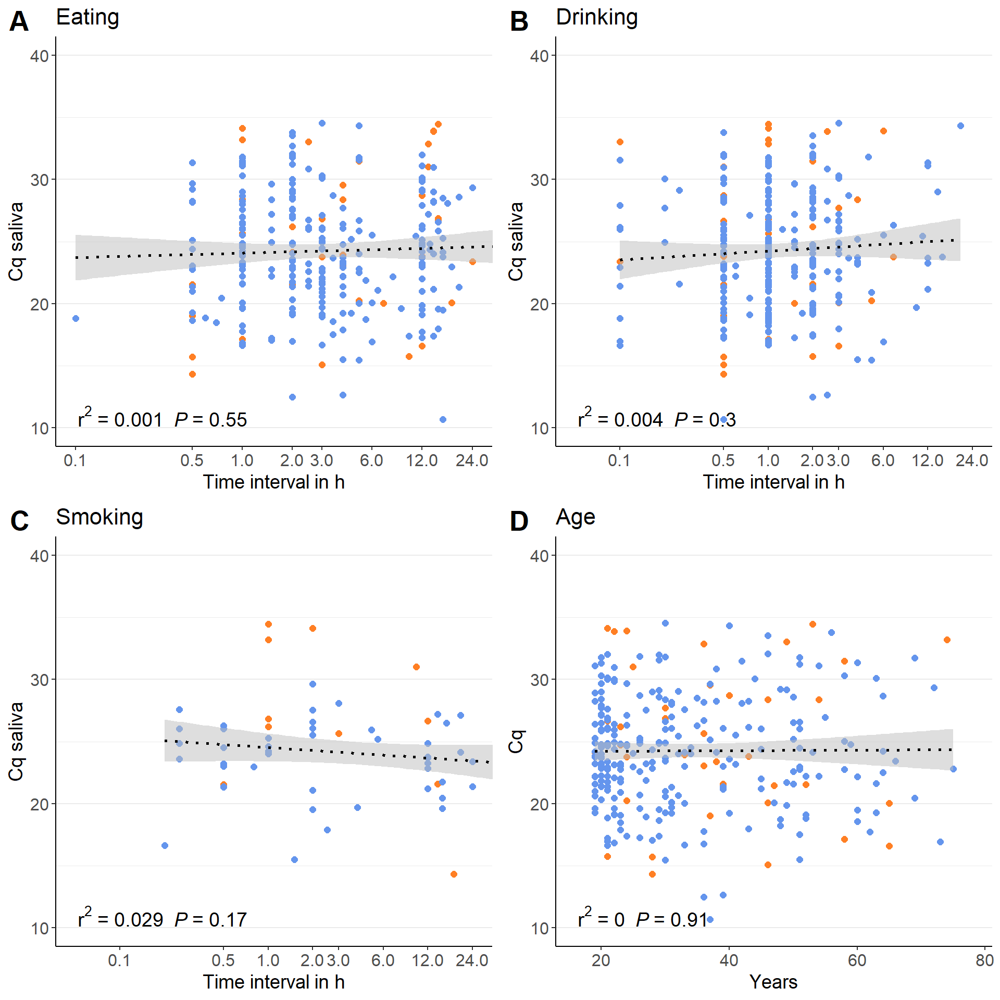 A Eating
40
30
20
10
Cq saliva
r² = 0.001 P = 0.55
0.1 0.5 1.0 2.0 3.0 6.0 12.0 24.0
Time interval in h
B Drinking
40
30
20
10
Cq saliva
r² = 0.004 P = 0.3
0.1 0.5 1.0 2.0 3.0 6.0 12.0 24.0
Time interval in h
C Smoking
40
30
20
10
Cq saliva
r² = 0.029 P = 0.17
0.1 0.5 1.0 2.0 3.0 6.0 12.0 24.0
Time interval in h
D Age
40
30
20
10
Cq
r² = 0 P = 0.91
20 40 60 80
Years